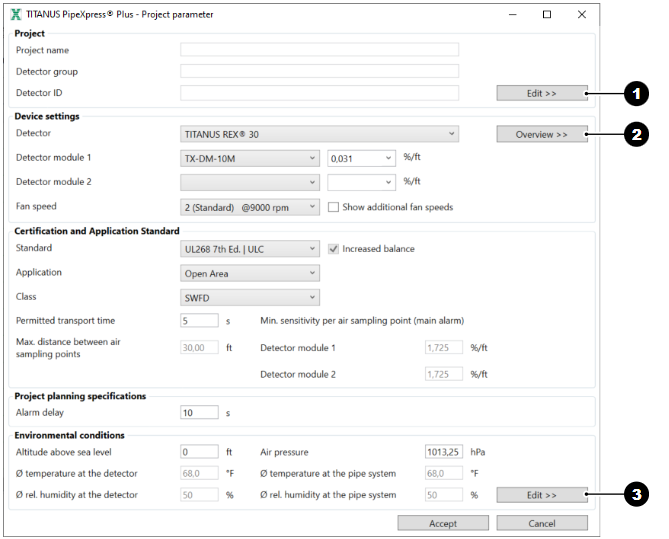 TITANUS PipeXpress® Plus - Project parameter
Project
Project name
Detector group
Detector ID Edit >> 1
Device settings
Detector TITANUS REX® 30 Overview >> 2
Detector module 1 TX-DM-10M 0,031 %/ft
Detector module 2 %/ft
Fan speed 2 (Standard) @9000 rpm Show additional fan speeds
Certification and Application Standard
Standard UL268 7th Ed. | ULC Increased balance
Application Open Area
Class SWFD
Permitted transport time 5 s Min. sensitivity per air sampling point (main alarm)
Max. distance between air
sampling points 30,00 ft Detector module 1 1,725 %/ft
Detector module 2 1,725 %/ft
Project planning specifications
Alarm delay 10 s
Environmental conditions
Altitude above sea level 0 ft Air pressure 1013,25 hPa
Ø temperature at the detector 68,0 °F Ø temperature at the pipe system 68,0 °F
Ø rel. humidity at the detector 50 % Ø rel. humidity at the pipe system 50 % Edit >> 3
Accept Cancel